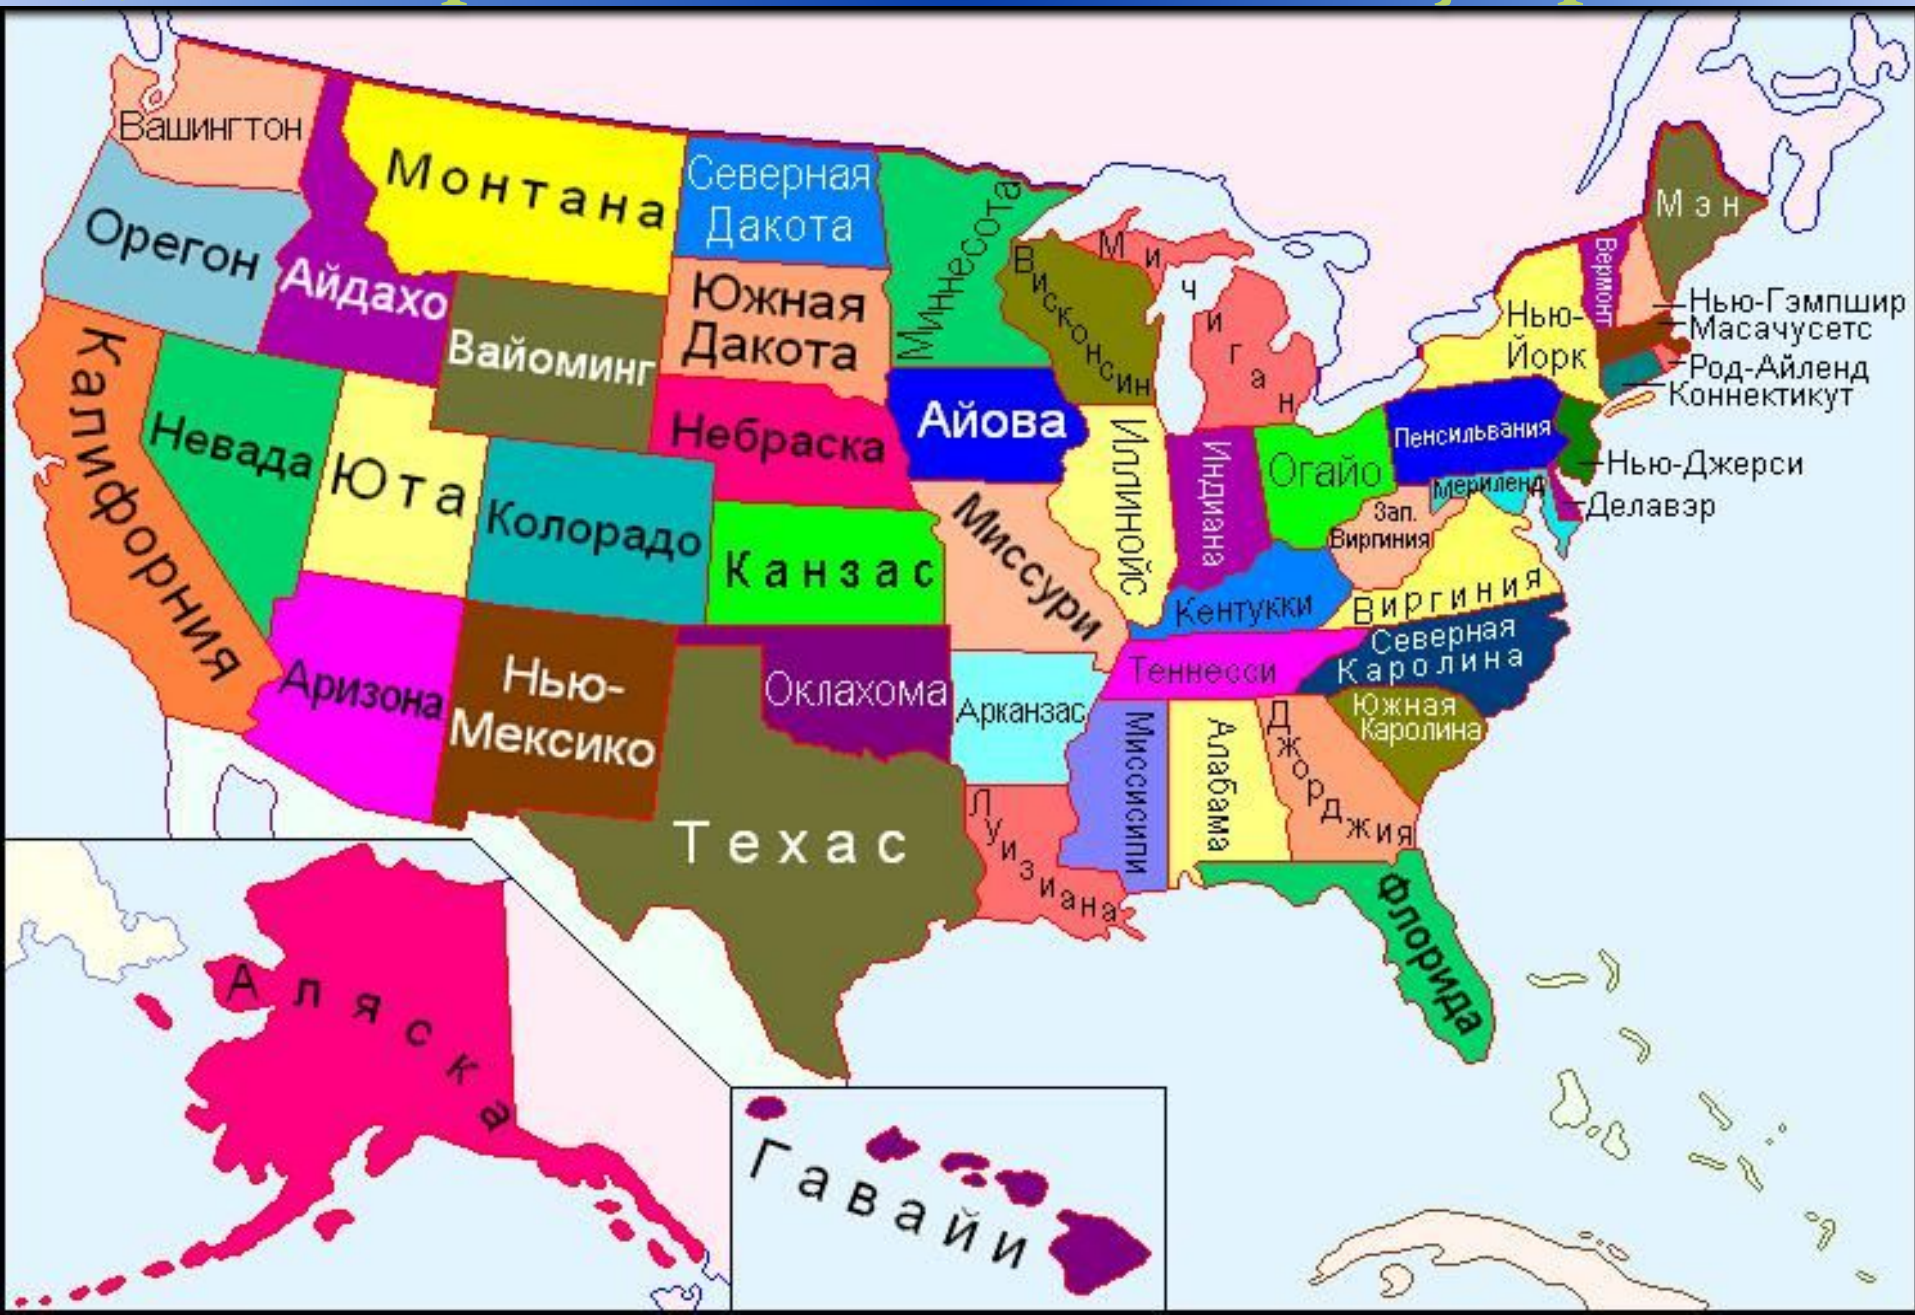 Вашингтон
Монтана
Северная
Дакота
Миннесота
Мэн
Орегон
Айдахо
Южная
Дакота
Висконсин
Мичиган
Вермонт
Нью-Гэмпшир
Масачусетс
Нью-
Йорк
Род-Айленд
Коннектикут
Вайоминг
Калифорния
Невада
Юта
Небраска
Айова
Иллинойс
Индиана
Огайо
Пенсильвания
Нью-Джерси
Мериленд
Делавэр
Колорадо
Канзас
Миссури
Зап.
Виргиния
Виргиния
Кентукки
Северная
Каролина
Теннесси
Аризона
Нью-
Мексико
Оклахома
Арканзас
Южная
Каролина
Миссисипи
Алабама
Джорджия
Техас
Луизиана
Флорида
Аляска
Гавайи